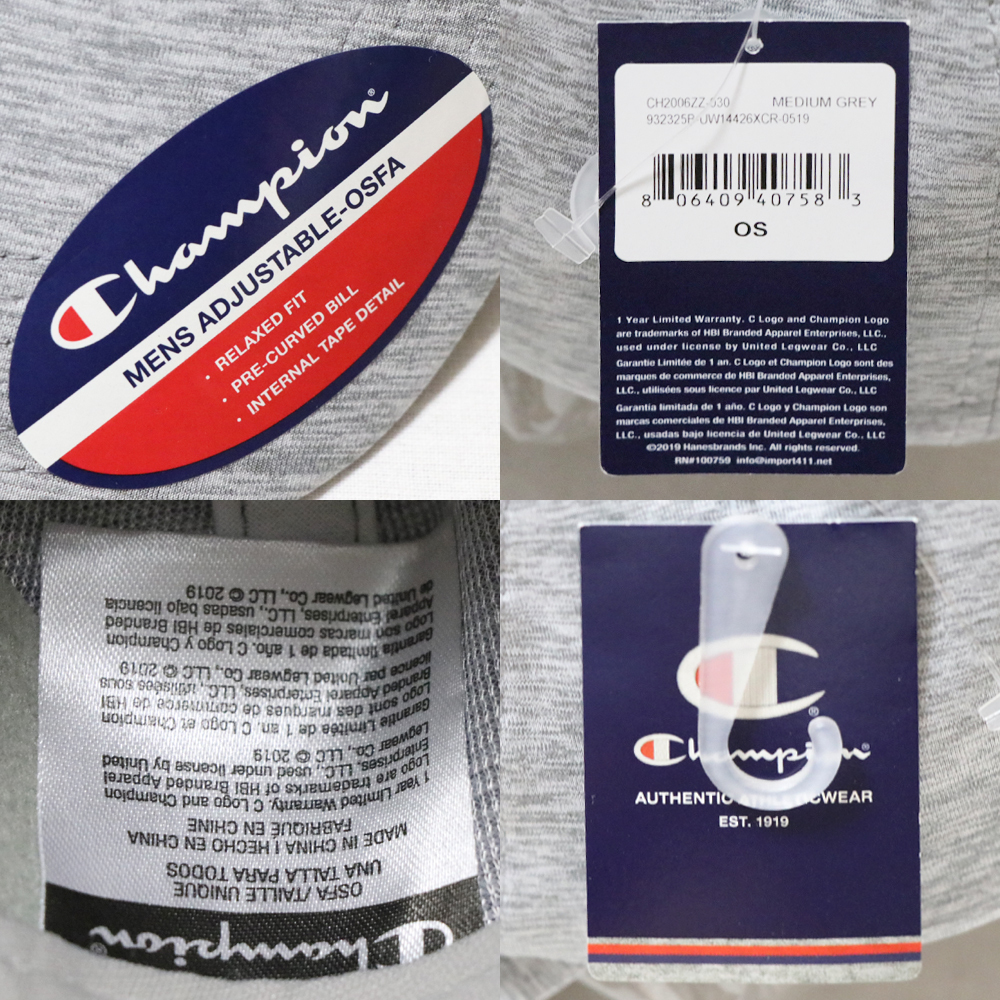 Champion®
MENS ADJUSTABLE-OSFA
· RELAXED FIT
· PRE-CURVED BILL
· INTERNAL TAPE DETAIL
CH2006ZZ-030 MEDIUM GREY
932325P/UW14426XCR-0519
8 06409 40758 3
OS
1 Year Limited Warranty. C Logo and Champion Logo
are trademarks of HBI Branded Apparel Enterprises, LLC.,
used under license by United Legwear Co., LLC
Garantie Limitée de 1 an. C Logo et Champion Logo sont des
marques de commerce de HBI Branded Apparel Enterprises,
LLC., utilisées sous licence par United Legwear Co., LLC
Garantía limitada de 1 año. C Logo y Champion Logo son
marcas comerciales de HBI Branded Apparel Enterprises,
LLC., usadas bajo licencia de United Legwear Co., LLC
©2019 Hanesbrands Inc. All rights reserved.
RN#100759 info@import411.net
Champion®
OSFA/TAILLE UNIQUE
UNA TALLA PARA TODOS
MADE IN CHINA I HECHO EN CHINA
FABRIQUE EN CHINE
1 Year Limited Warranty. C Logo and Champion
Logo are trademarks of HBI Branded Apparel
Enterprises, LLC., used under license by United
Legwear Co., LLC © 2019
Garantie Limitée de 1 an. C Logo et Champion
Logo sont des marques de commerce de HBI
Branded Apparel Enterprises, LLC., utilisées sous
licence par United Legwear Co., LLC © 2019
Garantía limitada de 1 año. C Logo y Champion
Logo son marcas comerciales de HBI Branded
Apparel Enterprises, LLC., usadas bajo licencia
de United Legwear Co., LLC © 2019
®
Champion
AUTHENTIC ATHLETICWEAR
EST. 1919